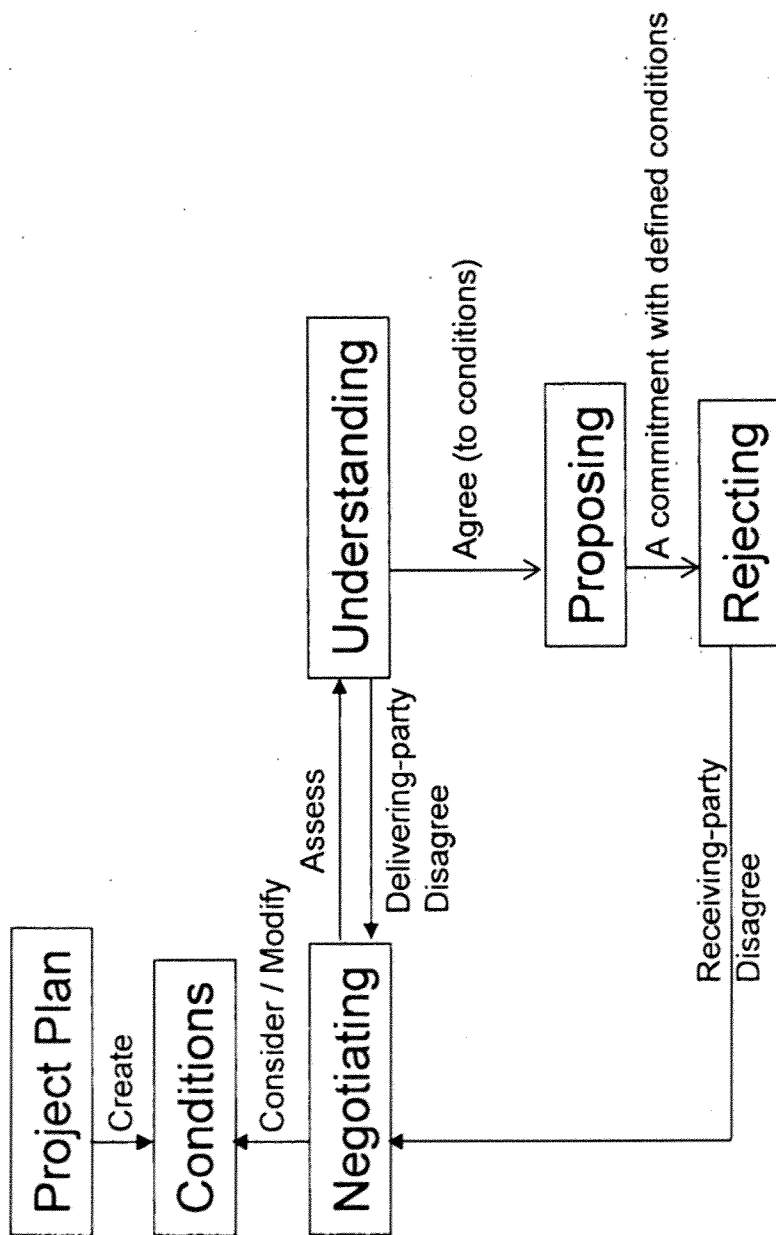 Project Plan
Create
Conditions
Consider / Modify
Negotiating
Assess
Delivering-party
Disagree
Understanding
Agree (to conditions)
Proposing
A commitment with defined conditions
Rejecting
Receiving-party
Disagree